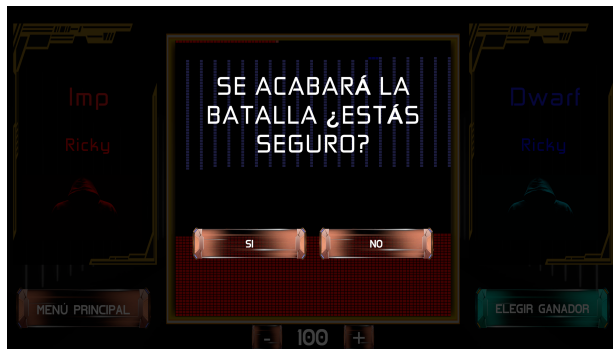 Imp
Ricky
SE ACABARÁ LA
BATALLA ¿ESTÁS
SEGURO?
SI
NO
Dwarf
Ricky
MENÚ PRINCIPAL
- 100 +
ELEGIR GANADOR